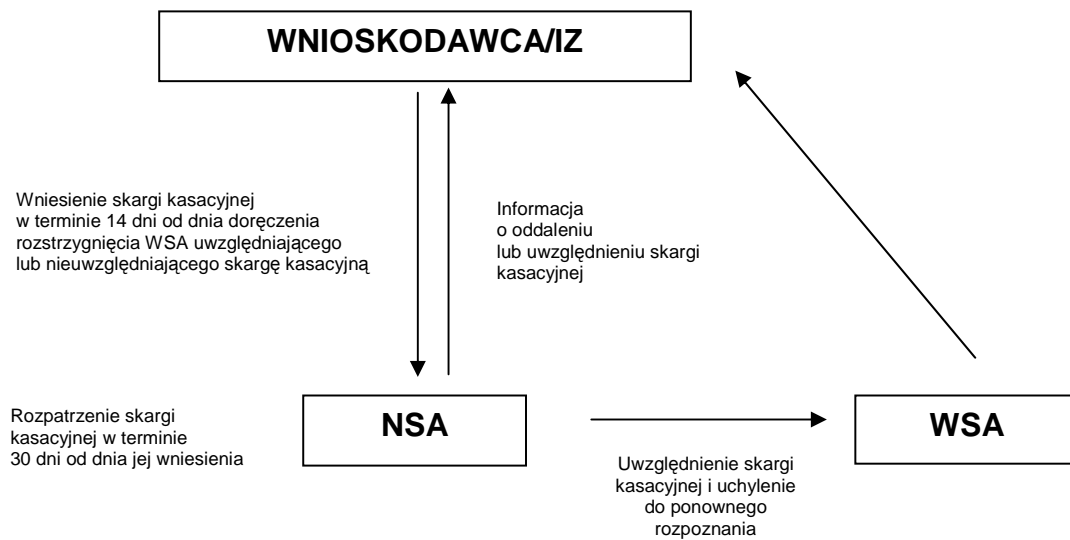 WNIOSKODAWCA/IZ
Wniesienie skargi kasacyjnej
w terminie 14 dni od dnia doręczenia
rozstrzygnięcia WSA uwzględniającego
lub nieuwzględniającego skargę kasacyjną
Informacja
o oddaleniu
lub uwzględnieniu skargi
kasacyjnej
Rozpatrzenie skargi
kasacyjnej w terminie
30 dni od dnia jej wniesienia
NSA
WSA
Uwzględnienie skargi
kasacyjnej i uchylenie
do ponownego
rozpoznania